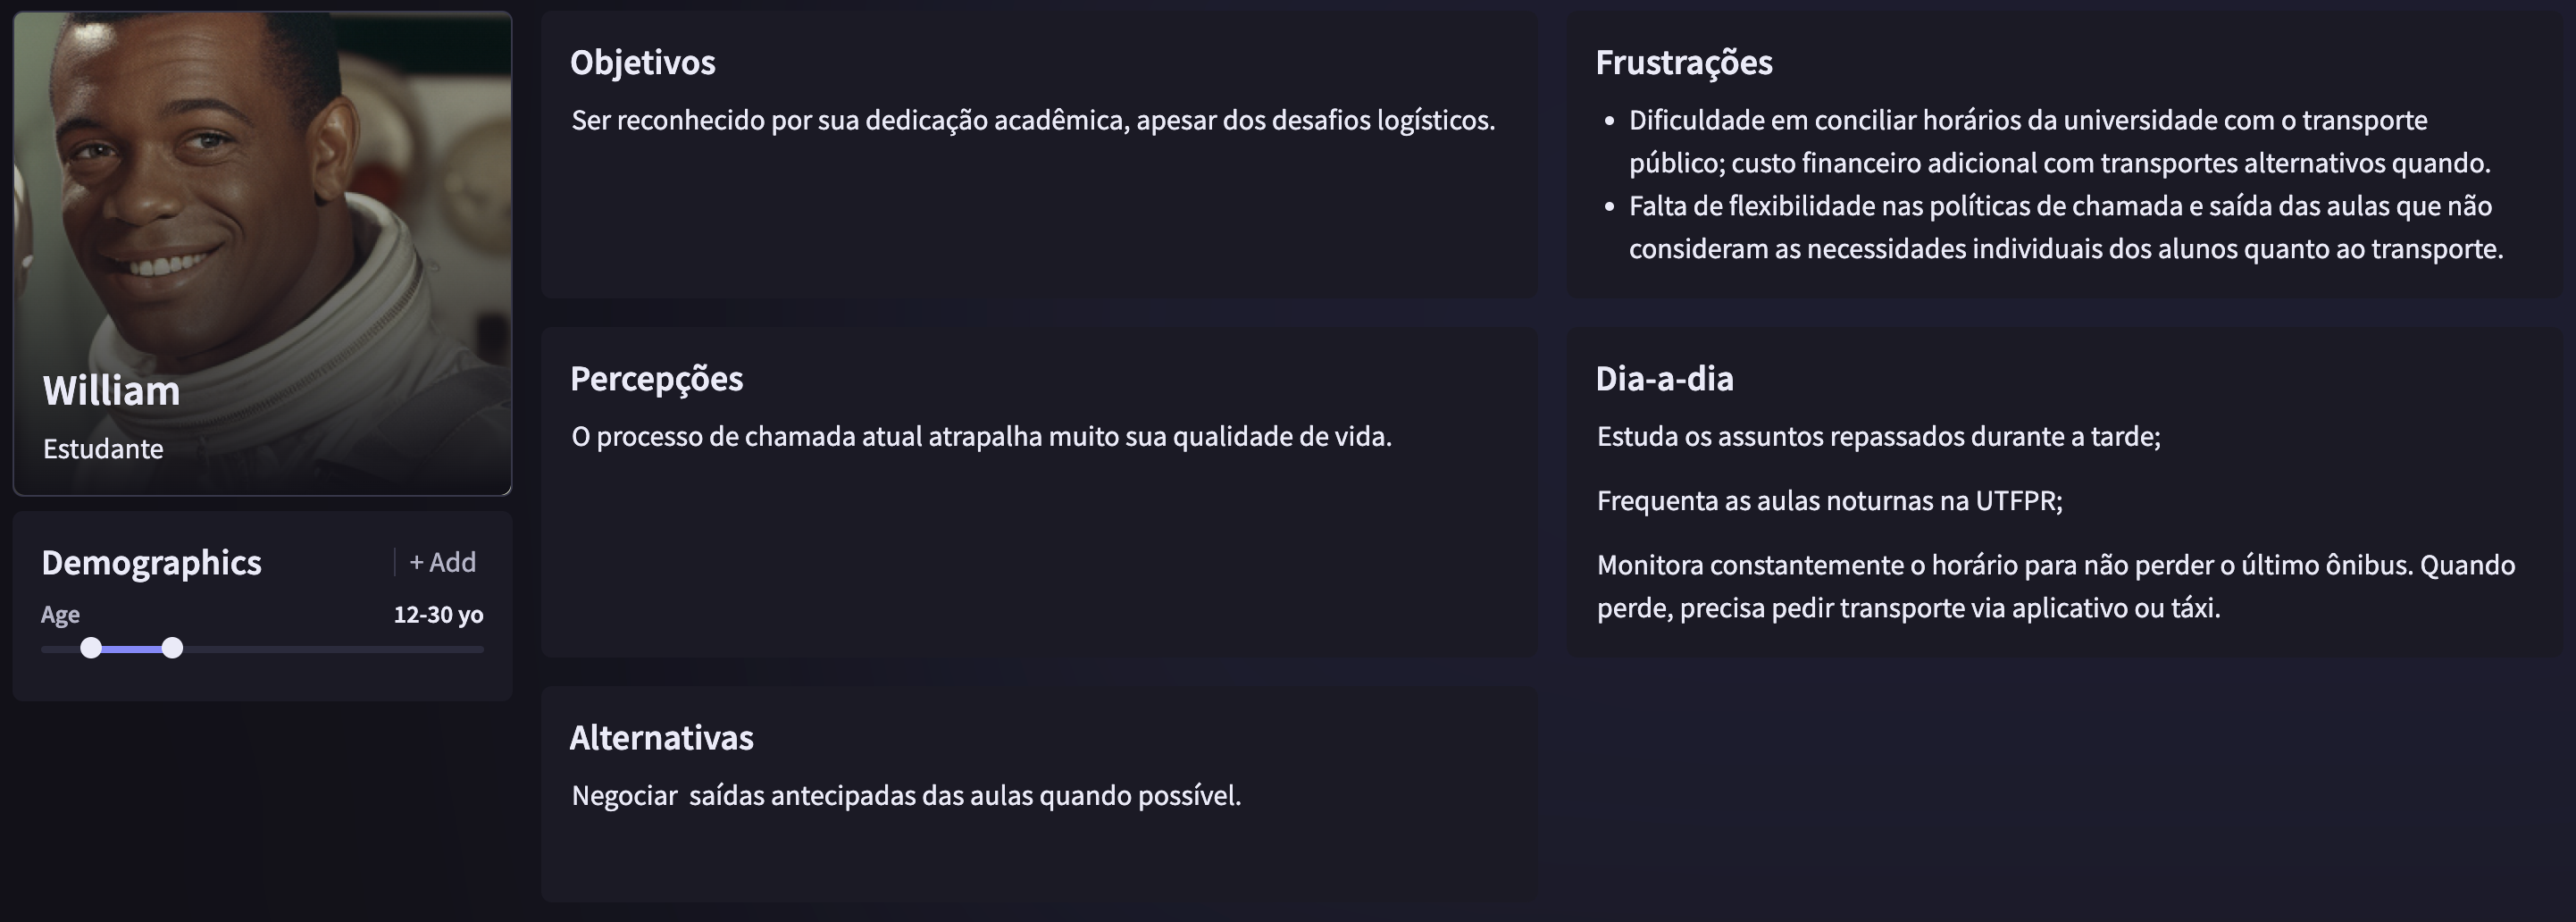 William
Estudante
Demographics
+ Add
Age
12-30 yo
Objetivos
Ser reconhecido por sua dedicação acadêmica, apesar dos desafios logísticos.
Frustrações
• Dificuldade em conciliar horários da universidade com o transporte
público; custo financeiro adicional com transportes alternativos quando.
• Falta de flexibilidade nas políticas de chamada e saída das aulas que não
consideram as necessidades individuais dos alunos quanto ao transporte.
Percepções
O processo de chamada atual atrapalha muito sua qualidade de vida.
Dia-a-dia
Estuda os assuntos repassados durante a tarde;
Frequenta as aulas noturnas na UTFPR;
Monitora constantemente o horário para não perder o último ônibus. Quando
perde, precisa pedir transporte via aplicativo ou táxi.
Alternativas
Negociar  saídas antecipadas das aulas quando possível.